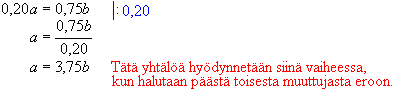 0,20a = 0,75b |: 0,20
a = 0,75b / 0,20
a = 3,75b Tätä yhtälöä hyödynnetään siinä vaiheessa,
kun halutaan päästä toisesta muuttujasta eroon.